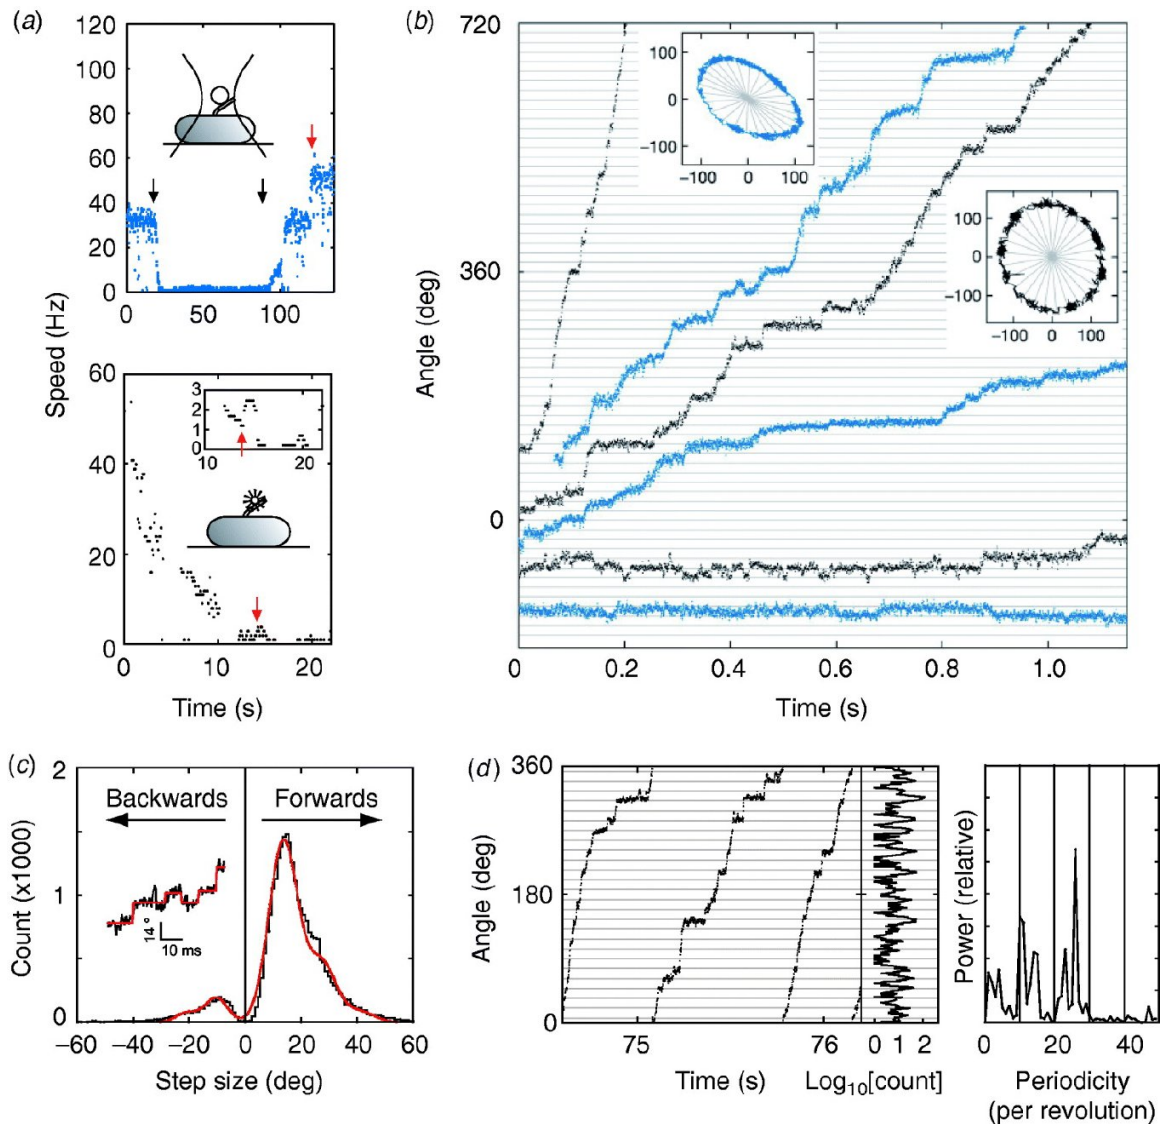 (a)
120
100
80
60
40
20
0
0 50 100
Speed (Hz)
60
40
20
0
3
2
1
0
10 20
0 10 20
Time (s)
(b)
720
360
0
Angle (deg)
100
0
−100
−100 0 100
100
0
−100
−100 0 100
0 0.2 0.4 0.6 0.8 1.0
Time (s)
(c)
2
1
0
Count (x1000)
Backwards Forwards
14°
10 ms
−60 −40 −20 0 20 40 60
Step size (deg)
(d)
360
180
0
Angle (deg)
75 76
Time (s)
0 1 2
Log10[count]
Power (relative)
0 20 40
Periodicity
(per revolution)